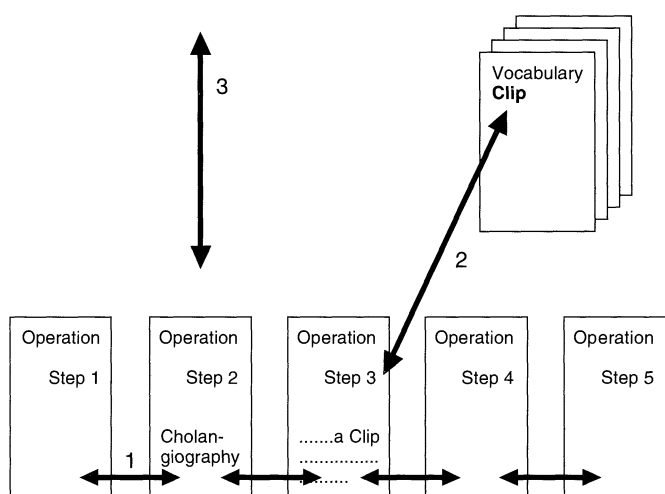 3
Vocabulary
Clip
2
Operation
Step 1
Operation
Step 2
Cholan-
giography
Operation
Step 3
.......a Clip
................
..........
Operation
Step 4
Operation
Step 5
1